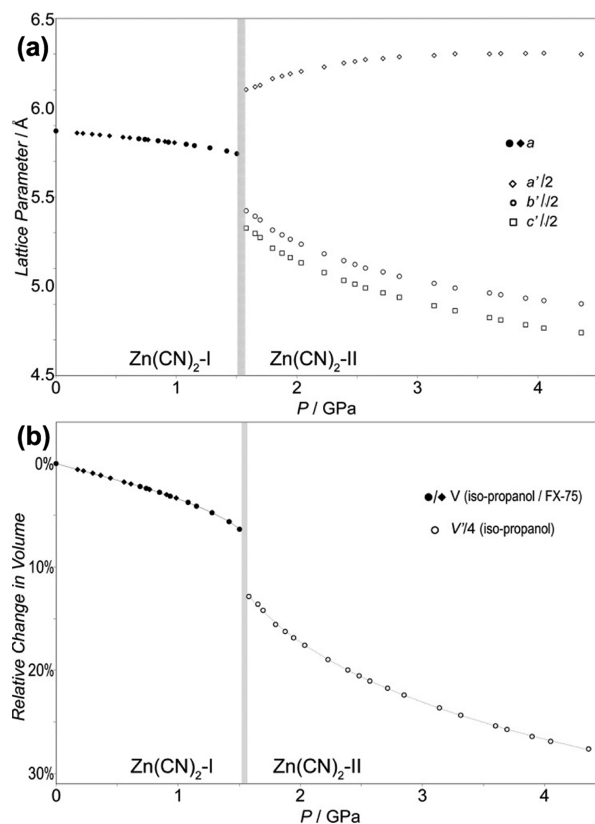 (a)
6.5
6.0
5.5
5.0
4.5
Lattice Parameter / Å
a
a'/2
b'//2
c'//2
Zn(CN)2-I
Zn(CN)2-II
0
1
2
3
4
P / GPa
(b)
0%
10%
20%
30%
Relative Change in Volume
V (iso-propanol / FX-75)
V'/4 (iso-propanol)
Zn(CN)2-I
Zn(CN)2-II
0
1
2
3
4
P / GPa